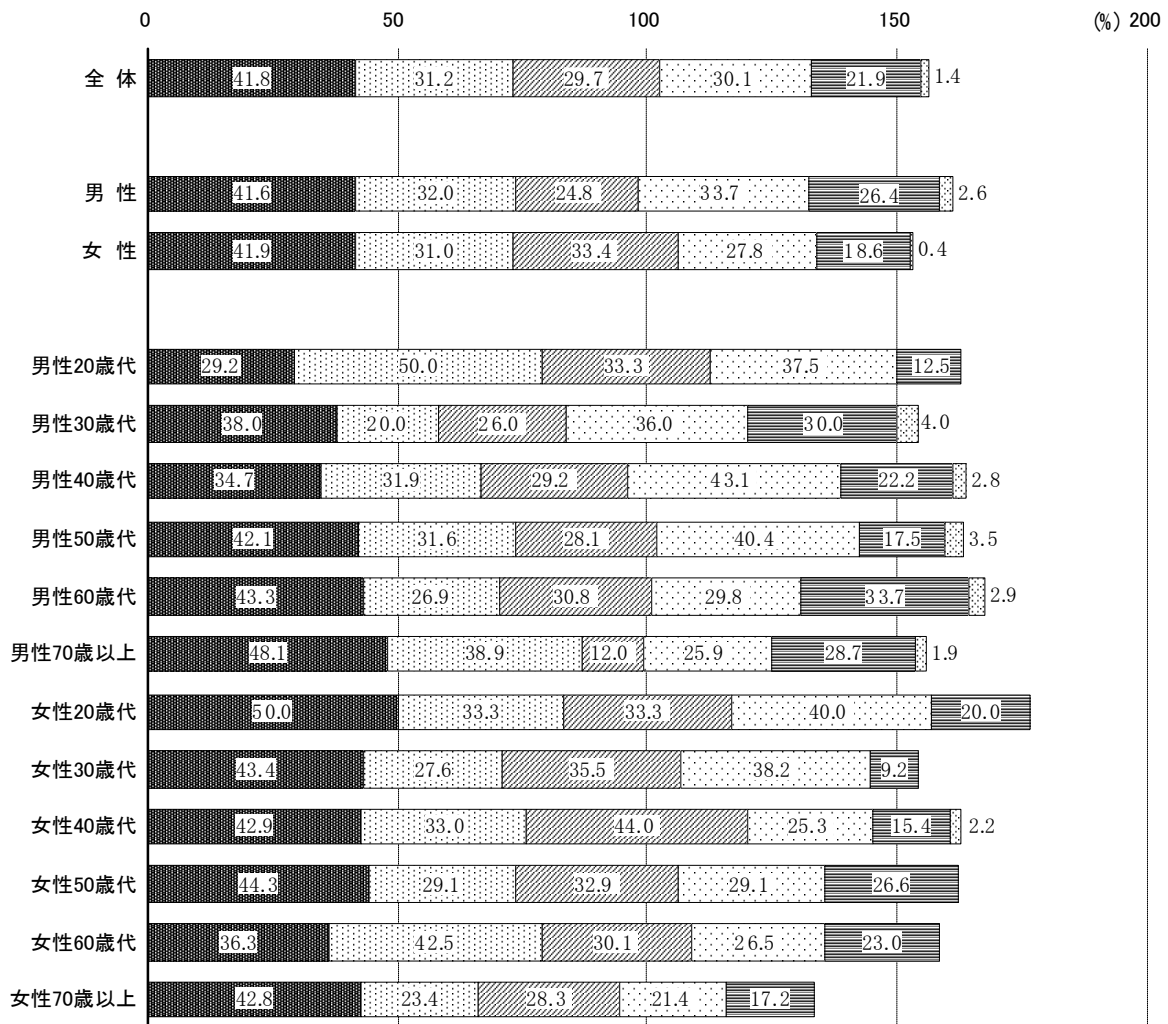 0 50 100 150 (%) 200
全 体 41.8 31.2 29.7 30.1 21.9 1.4
男 性 41.6 32.0 24.8 33.7 26.4 2.6
女 性 41.9 31.0 33.4 27.8 18.6 0.4
男性20歳代 29.2 50.0 33.3 37.5 12.5
男性30歳代 38.0 20.0 26.0 36.0 30.0 4.0
男性40歳代 34.7 31.9 29.2 43.1 22.2 2.8
男性50歳代 42.1 31.6 28.1 40.4 17.5 3.5
男性60歳代 43.3 26.9 30.8 29.8 33.7 2.9
男性70歳以上 48.1 38.9 12.0 25.9 28.7 1.9
女性20歳代 50.0 33.3 33.3 40.0 20.0
女性30歳代 43.4 27.6 35.5 38.2 9.2
女性40歳代 42.9 33.0 44.0 25.3 15.4 2.2
女性50歳代 44.3 29.1 32.9 29.1 26.6
女性60歳代 36.3 42.5 30.1 26.5 23.0
女性70歳以上 42.8 23.4 28.3 21.4 17.2